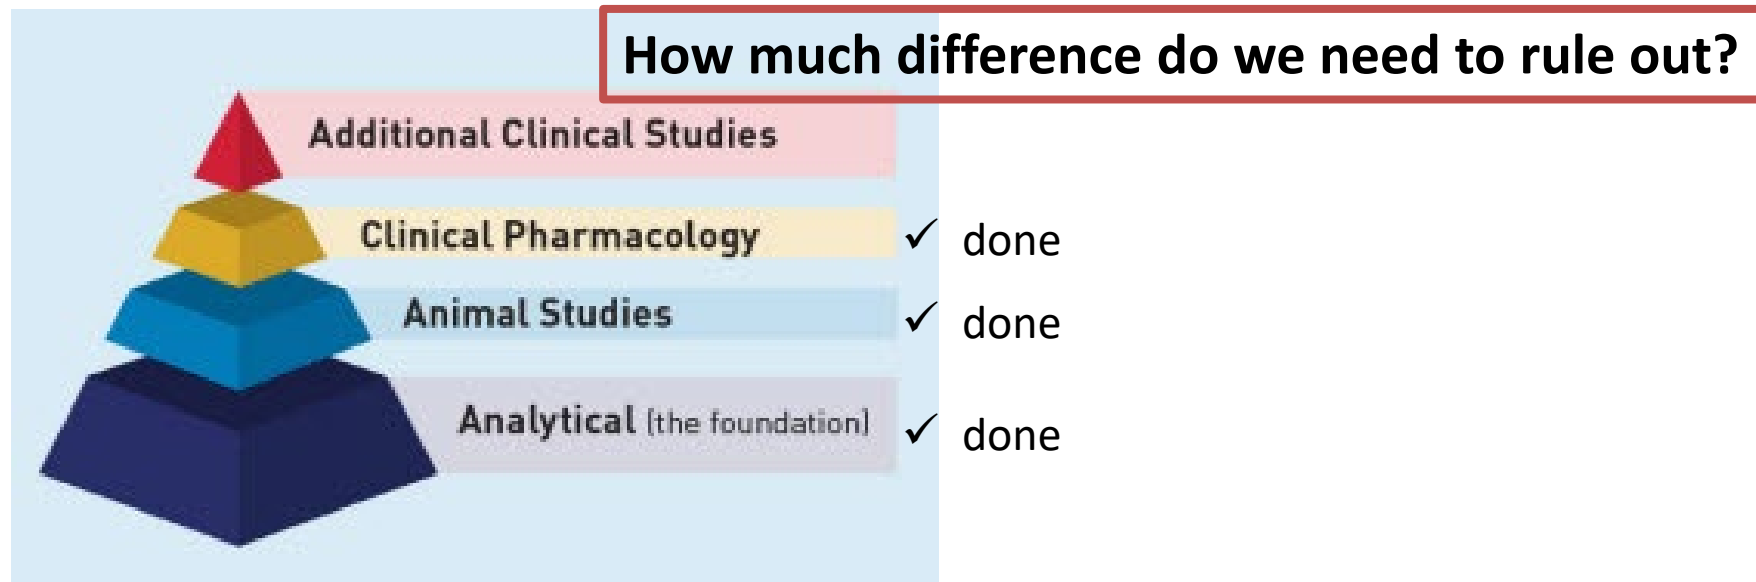 How much difference do we need to rule out?
Additional Clinical Studies
Clinical Pharmacology ✓ done
Animal Studies ✓ done
Analytical (the foundation) ✓ done